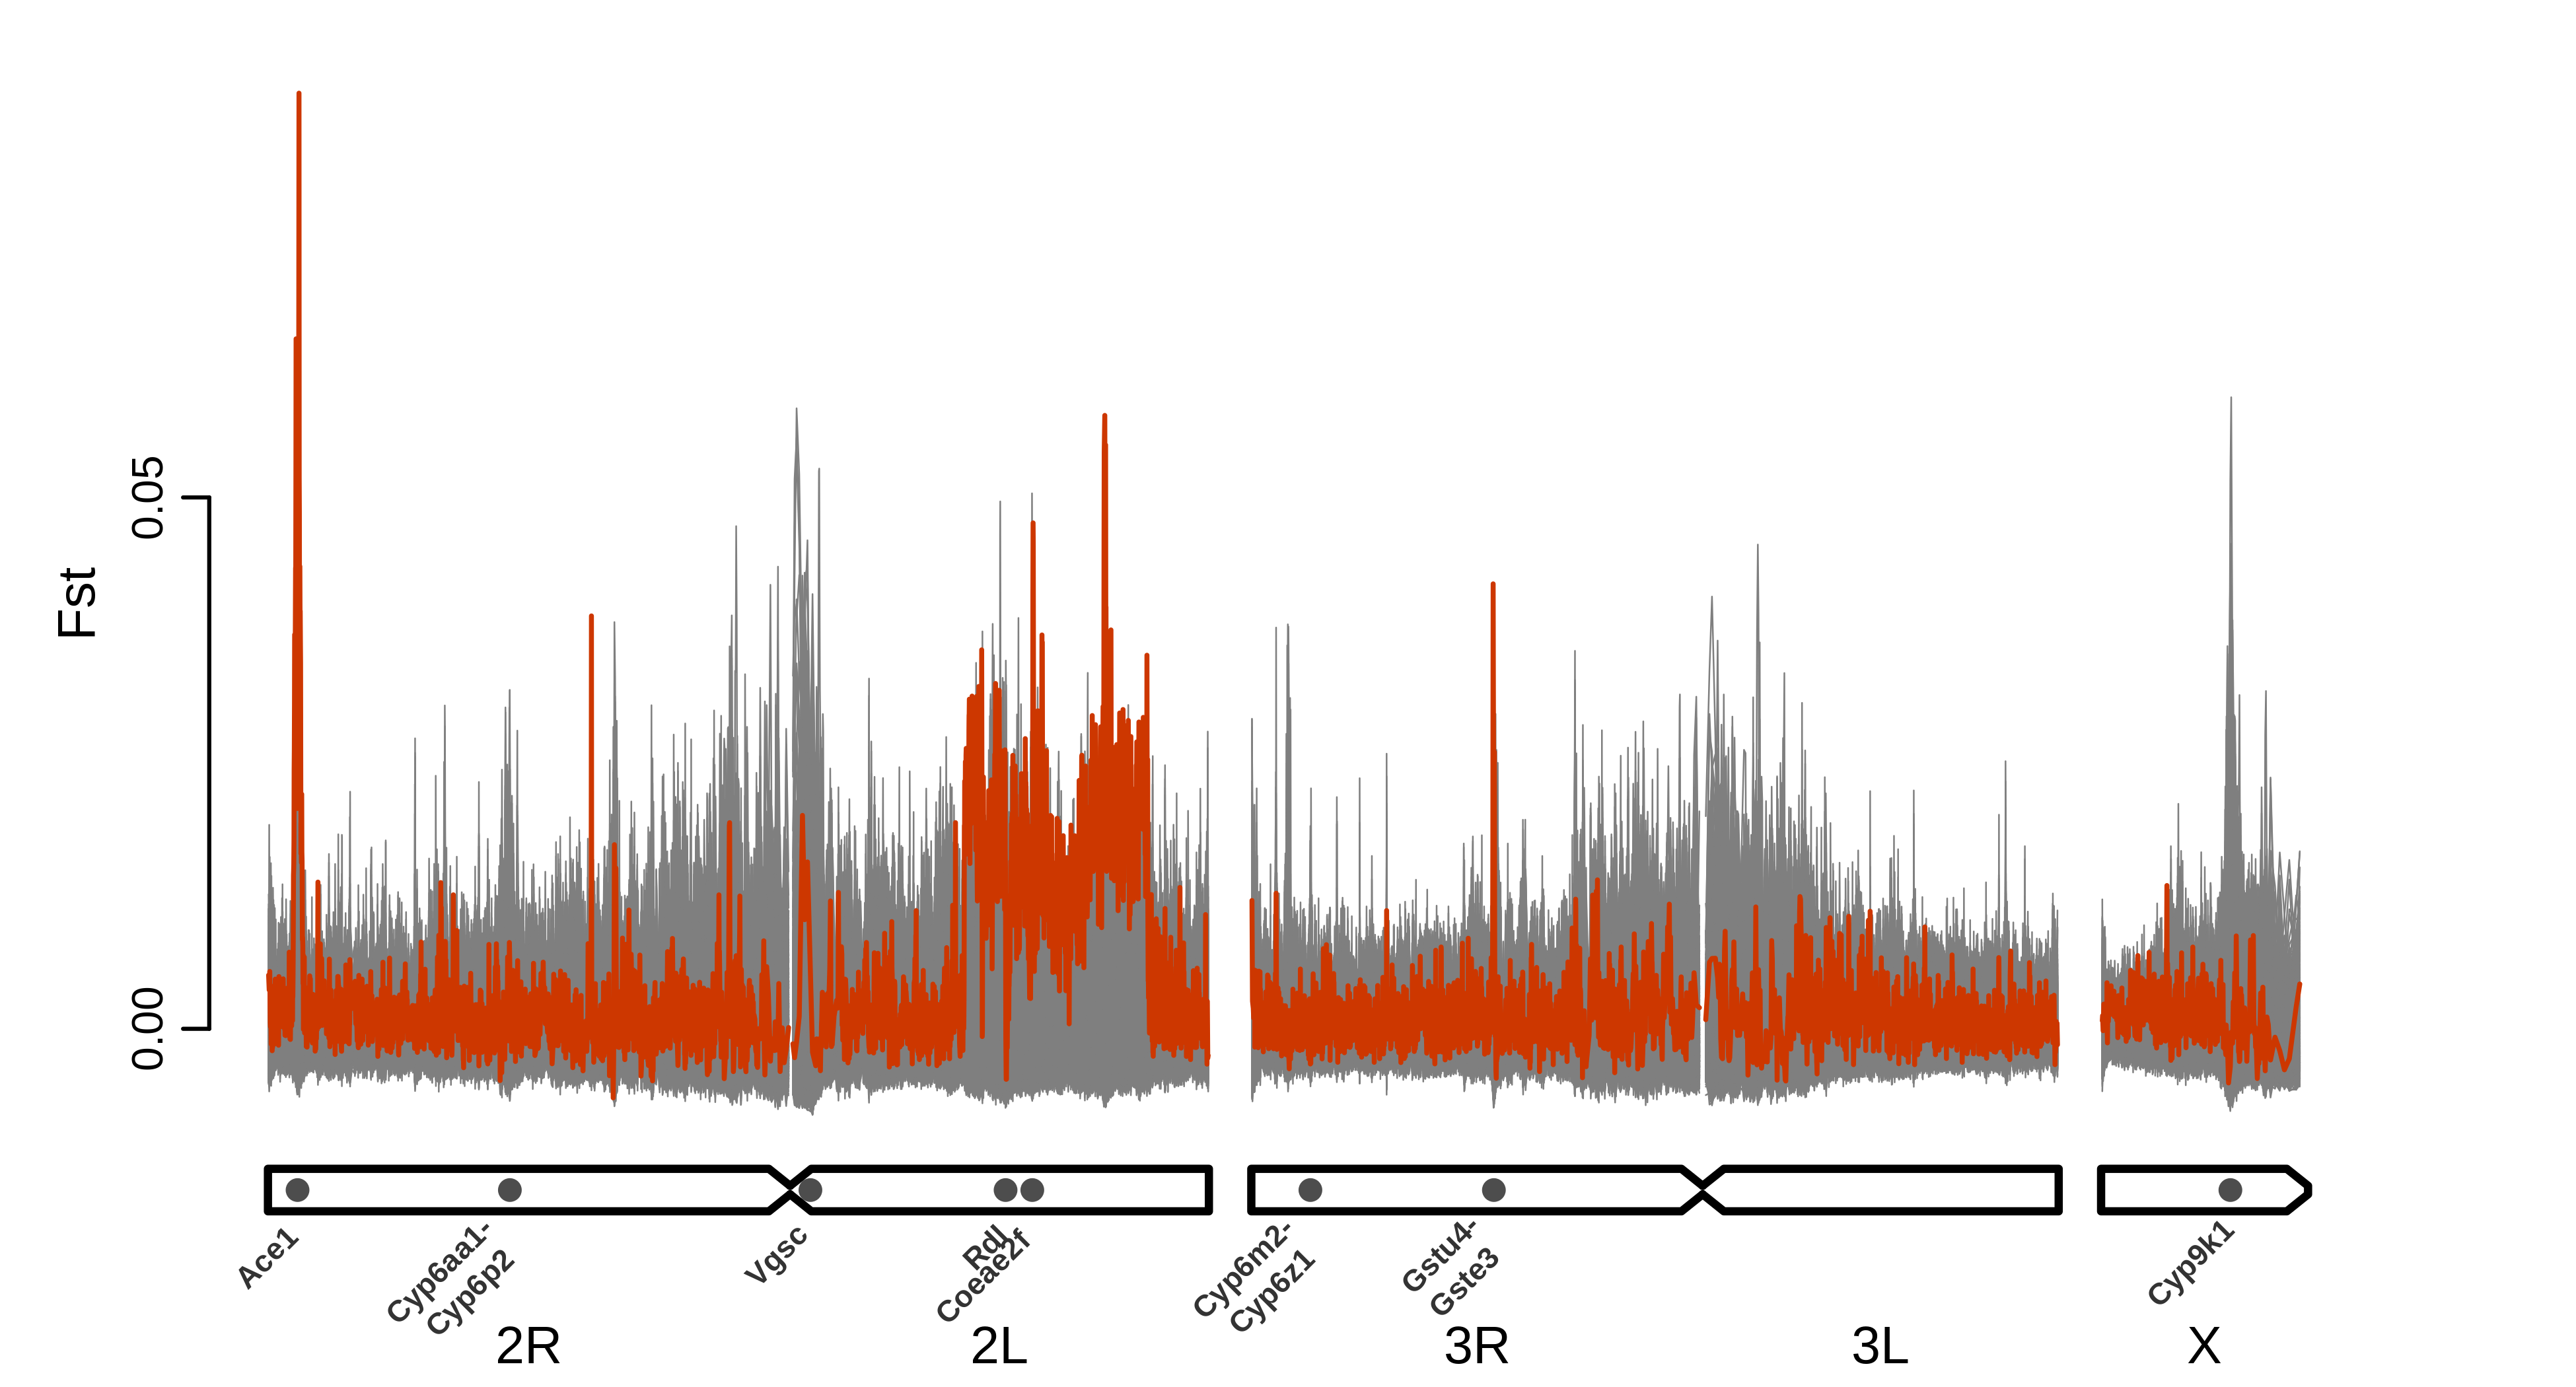 Fst
0.05
0.00
Ace1
Cyp6aa1-
Cyp6p2
Vgsc
Rdl
Coeae2f
Cyp6m2-
Cyp6z1
Gstu4-
Gste3
Cyp9k1
2R
2L
3R
3L
X